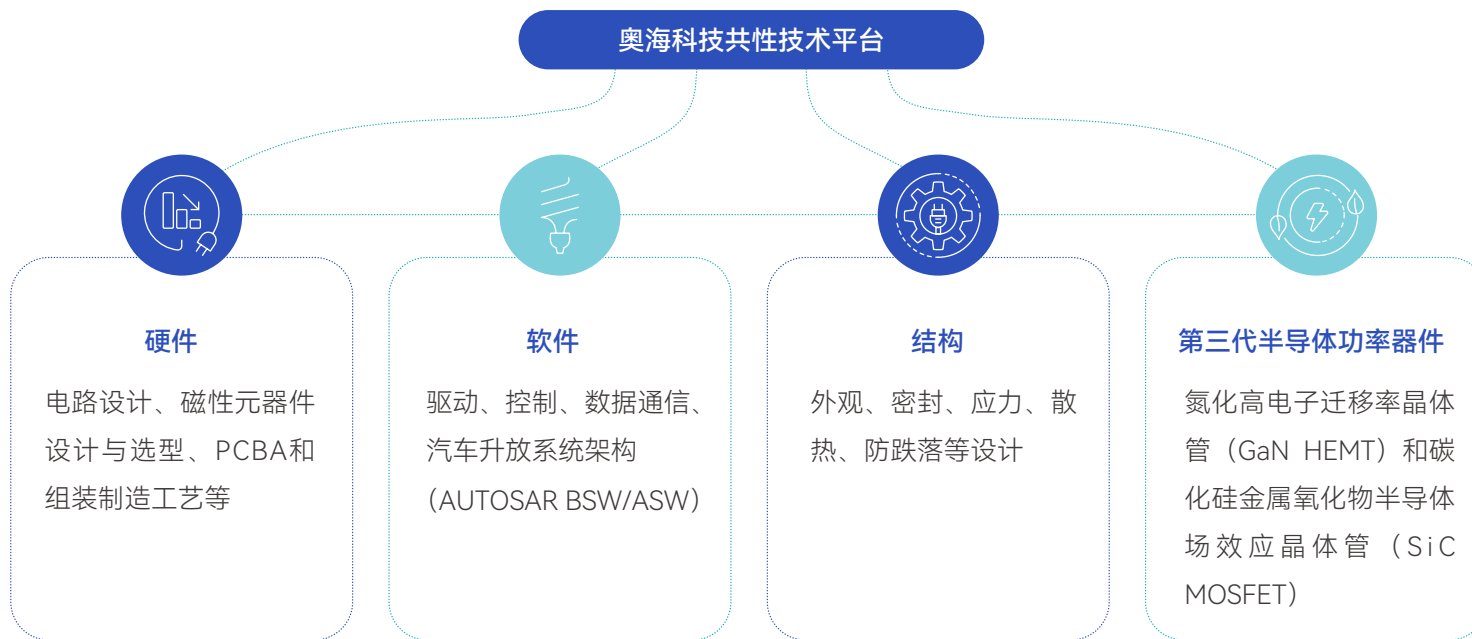 奥海科技共性技术平台
硬件
电路设计、磁性元器件
设计与选型、PCBA和
组装制造工艺等
软件
驱动、控制、数据通信、
汽车升放系统架构
（AUTOSAR BSW/ASW）
结构
外观、密封、应力、散
热、防跌落等设计
第三代半导体功率器件
氮化高电子迁移率晶体
管（GaN HEMT）和碳
化硅金属氧化物半导体
场效应晶体管（SiC
MOSFET）